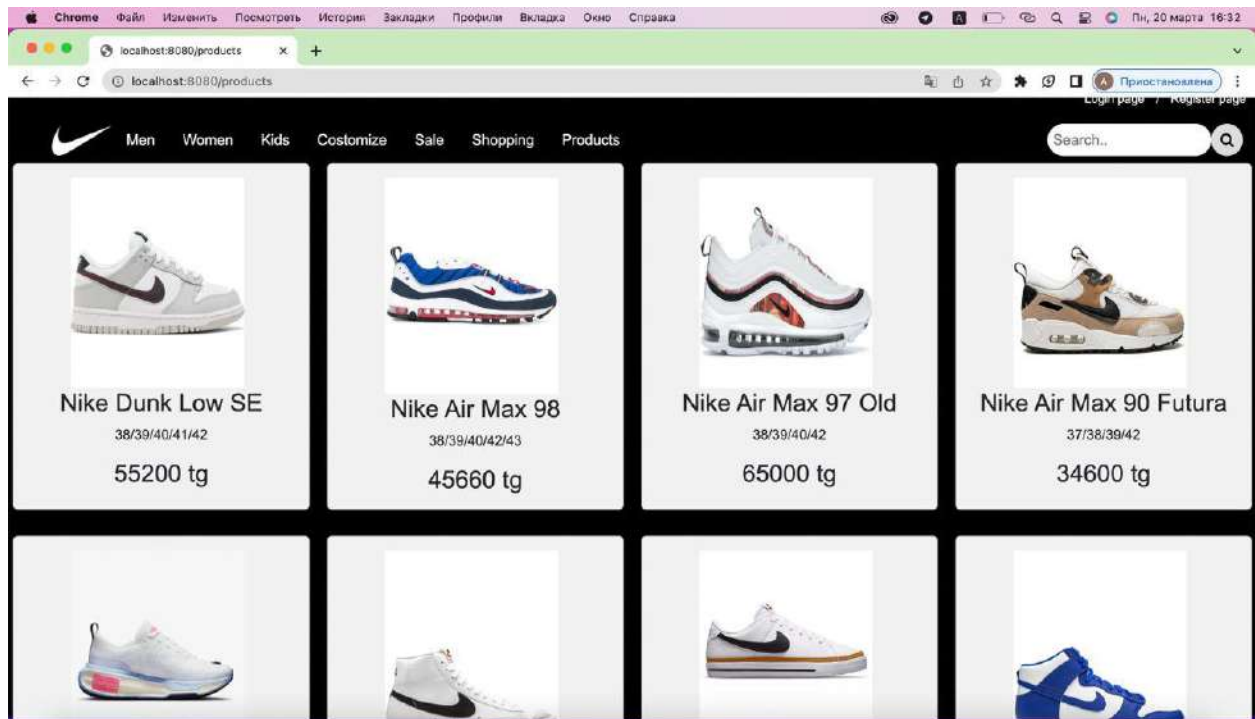 Chrome Файл Изменить Посмотреть История Закладки Профили Вкладка Окно Справка Пн, 20 марта 16:32
localhost:8080/products
localhost:8080/products Приостановлена
Login page / Register page
Men Women Kids Costomize Sale Shopping Products Search..
Nike Dunk Low SE
38/39/40/41/42
55200 tg
Nike Air Max 98
38/39/40/42/43
45660 tg
Nike Air Max 97 Old
38/39/40/42
65000 tg
Nike Air Max 90 Futura
37/38/39/42
34600 tg